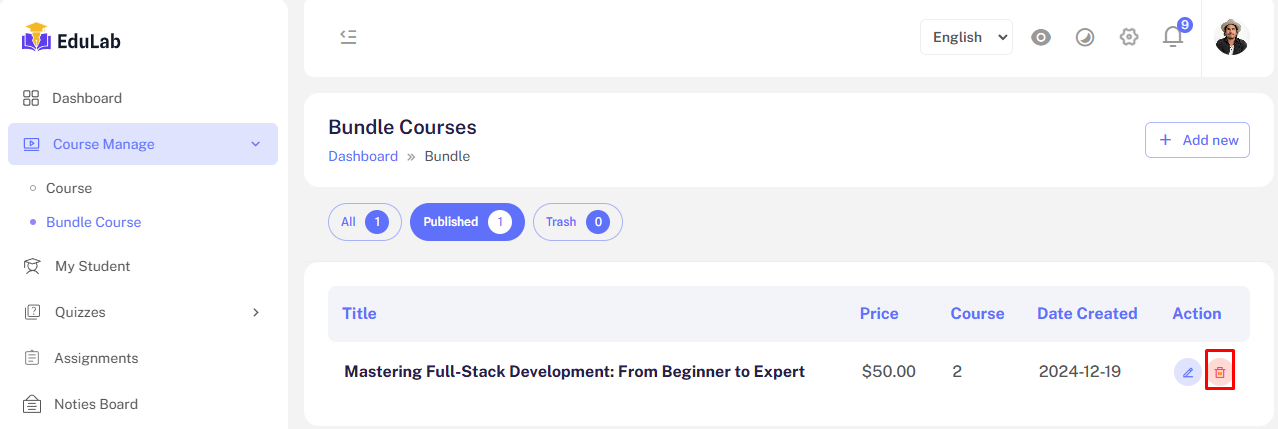 EduLab
English
9
Dashboard
Course Manage
Course
Bundle Course
My Student
Quizzes
Assignments
Noties Board
Bundle Courses
Dashboard » Bundle
+ Add new
All 1
Published 1
Trash 0
Title Price Course Date Created Action
Mastering Full-Stack Development: From Beginner to Expert $50.00 2 2024-12-19